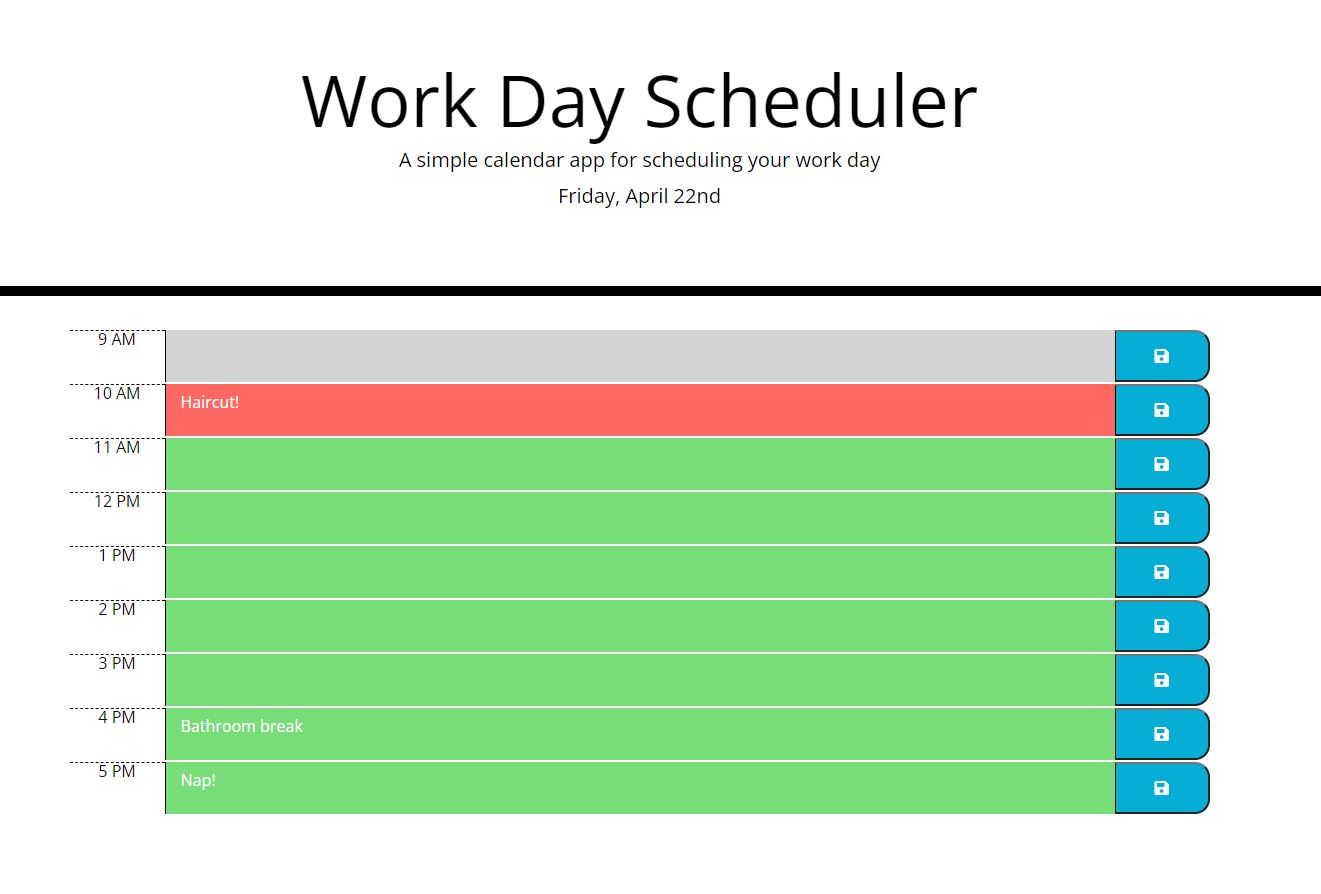 Work Day Scheduler
A simple calendar app for scheduling your work day
Friday, April 22nd
9 AM
10 AM Haircut!
11 AM
12 PM
1 PM
2 PM
3 PM
4 PM Bathroom break
5 PM Nap!